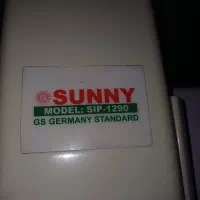 SUNNY
MODEL: SIP-1290
GS GERMANY STANDARD